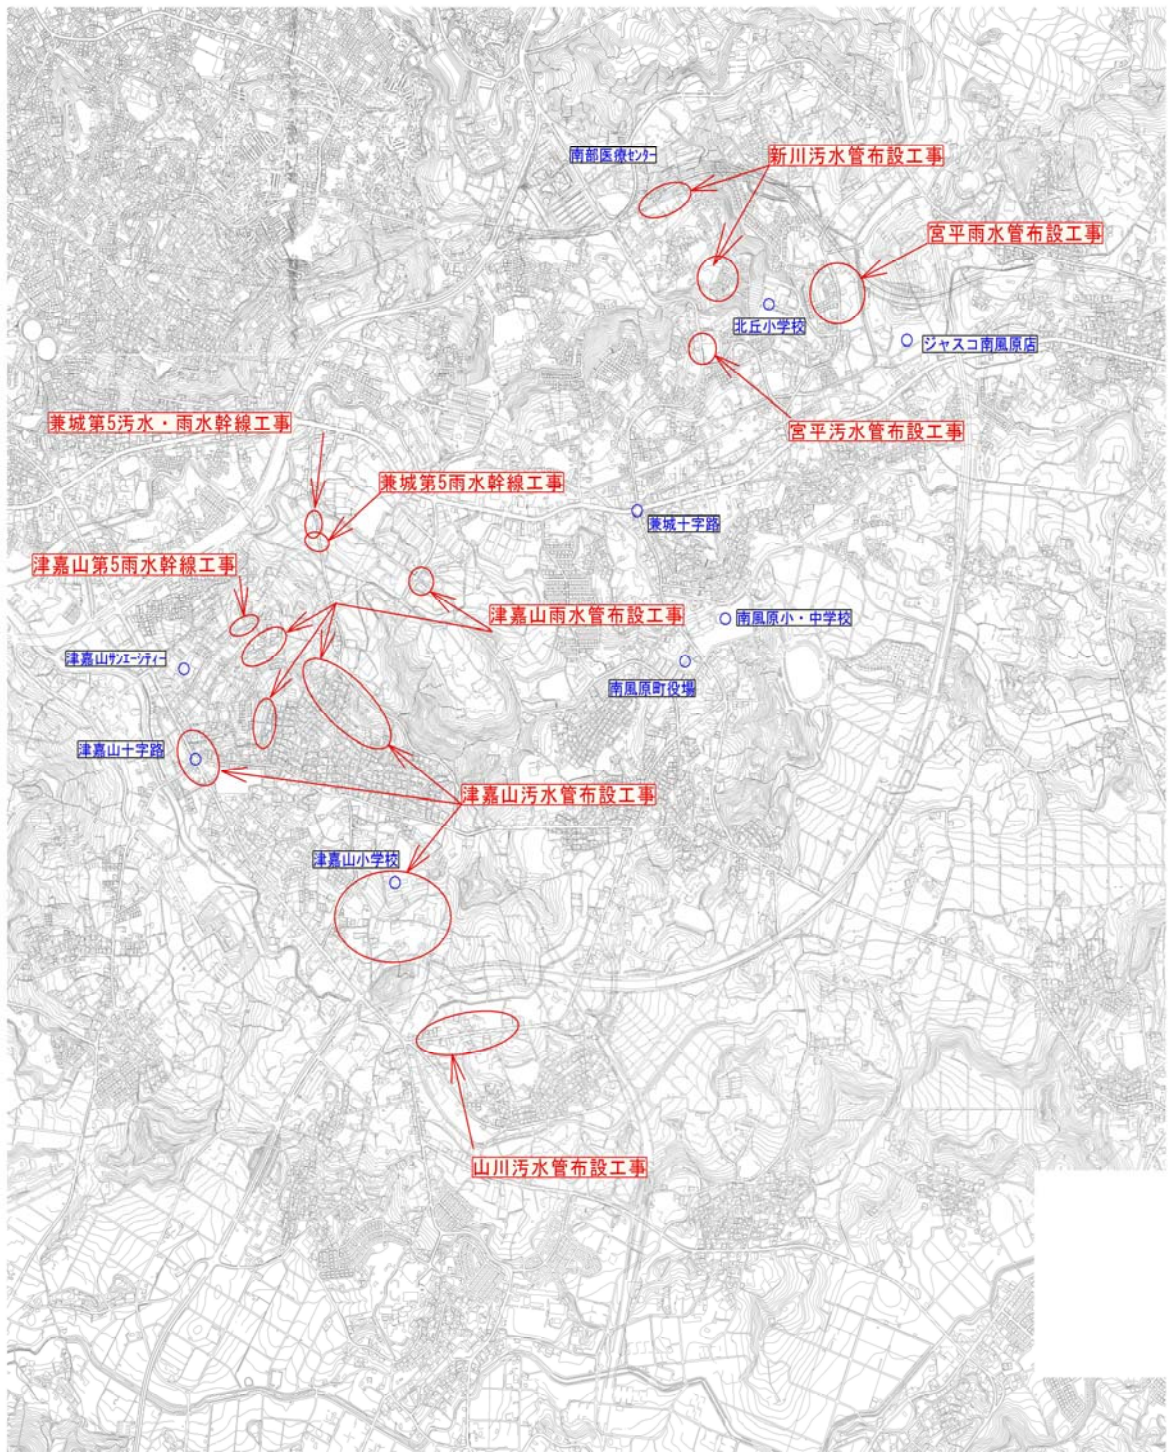 南部医療センター
新川汚水管布設工事
宮平雨水管布設工事
北丘小学校
ジャスコ南風原店
兼城第5汚水・雨水幹線工事
宮平汚水管布設工事
兼城第5雨水幹線工事
兼城十字路
津嘉山第5雨水幹線工事
津嘉山雨水管布設工事
南風原小・中学校
津嘉山サンエーシティー
南風原町役場
津嘉山十字路
津嘉山汚水管布設工事
津嘉山小学校
山川汚水管布設工事